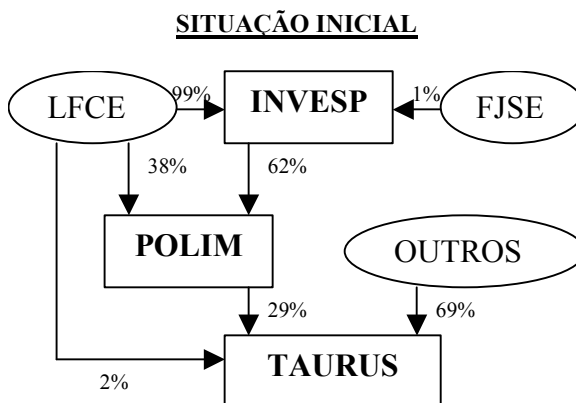 SITUAÇÃO INICIAL
LFCE 99% INVESP 1% FJSE
38% 62%
POLIM OUTROS
29% 69%
TAURUS
2%